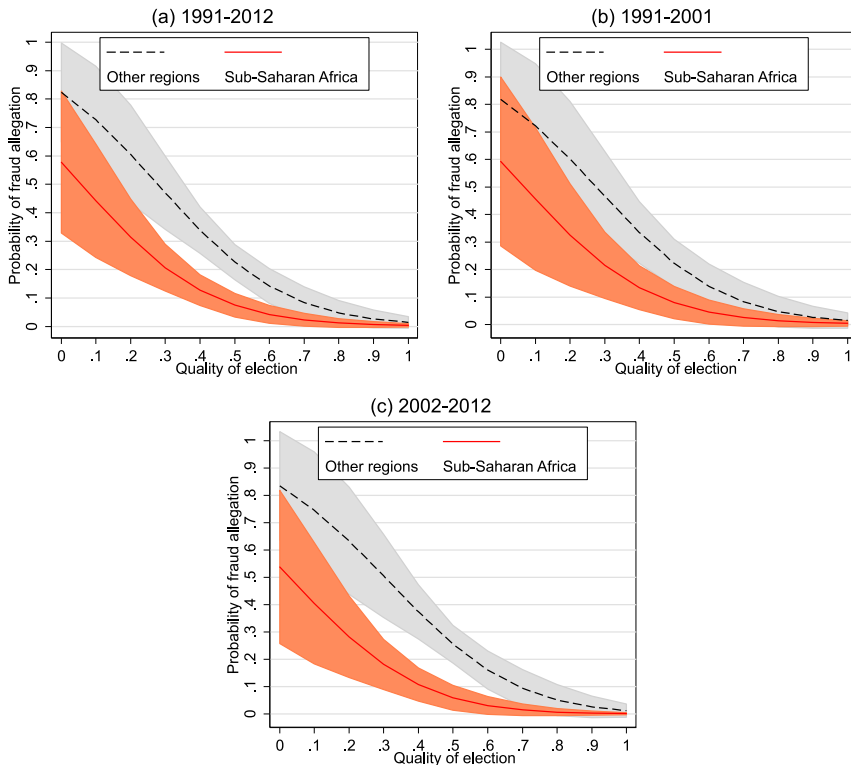 (a) 1991-2012
Other regions Sub-Saharan Africa
Probability of fraud allegation
1
.9
.8
.7
.6
.5
.4
.3
.2
.1
0
0 .1 .2 .3 .4 .5 .6 .7 .8 .9 1
Quality of election
(b) 1991-2001
Other regions Sub-Saharan Africa
Probability of fraud allegation
1
.9
.8
.7
.6
.5
.4
.3
.2
.1
0
0 .1 .2 .3 .4 .5 .6 .7 .8 .9 1
Quality of election
(c) 2002-2012
Other regions Sub-Saharan Africa
Probability of fraud allegation
1
.9
.8
.7
.6
.5
.4
.3
.2
.1
0
0 .1 .2 .3 .4 .5 .6 .7 .8 .9 1
Quality of election